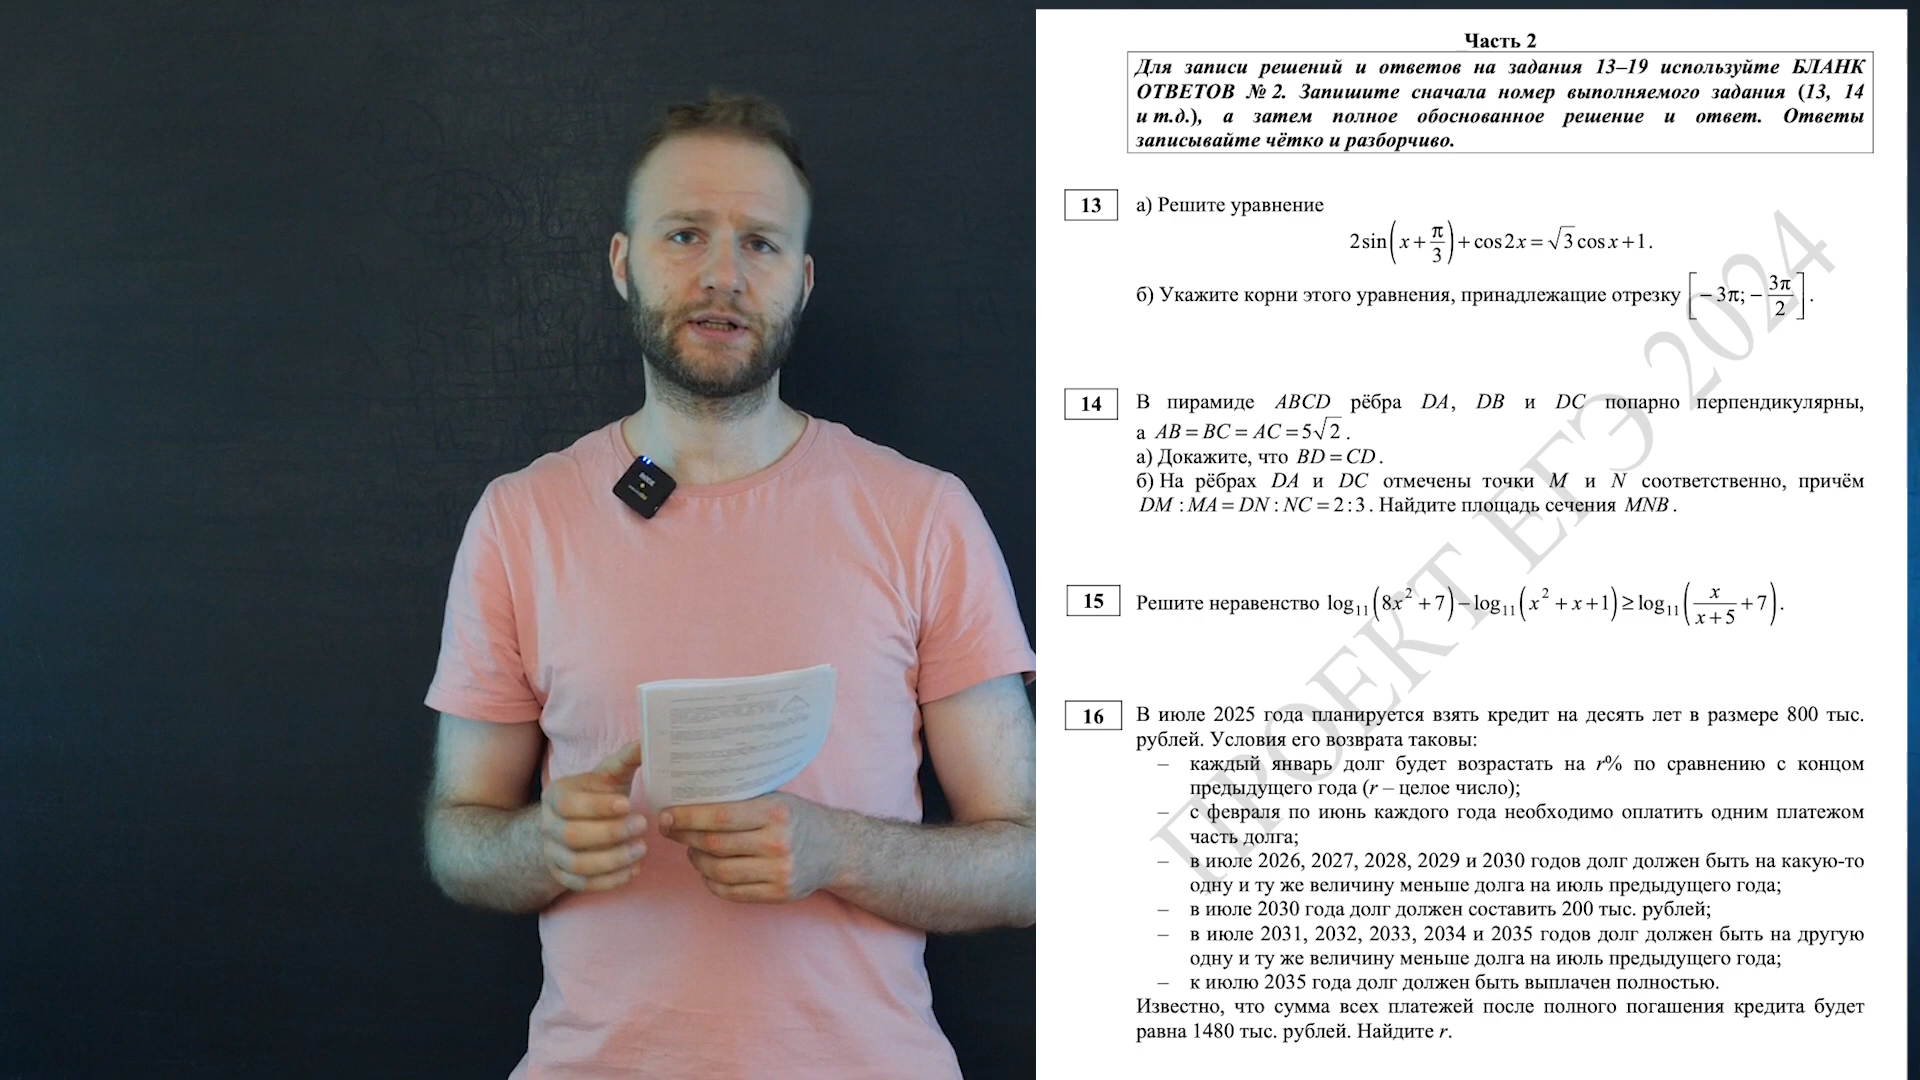 Часть 2
Для записи решений и ответов на задания 13–19 используйте БЛАНК
ОТВЕТОВ № 2. Запишите сначала номер выполняемого задания (13, 14
и т.д.), а затем полное обоснованное решение и ответ. Ответы
записывайте чётко и разборчиво.
13 а) Решите уравнение
2sin(x + π/3) + cos2x = √3 cosx + 1.
б) Укажите корни этого уравнения, принадлежащие отрезку [−3π; −3π/2].
14 В пирамиде ABCD рёбра DA, DB и DC попарно перпендикулярны,
а AB = BC = AC = 5√2.
а) Докажите, что BD = CD.
б) На рёбрах DA и DC отмечены точки M и N соответственно, причём
DM : MA = DN : NC = 2:3. Найдите площадь сечения MNB.
15 Решите неравенство log₁₁(8x² + 7) − log₁₁(x² + x + 1) ≥ log₁₁(x/(x+5) + 7).
16 В июле 2025 года планируется взять кредит на десять лет в размере 800 тыс.
рублей. Условия его возврата таковы:
– каждый январь долг будет возрастать на r% по сравнению с концом
предыдущего года (r – целое число);
– с февраля по июнь каждого года необходимо оплатить одним платежом
часть долга;
– в июле 2026, 2027, 2028, 2029 и 2030 годов долг должен быть на какую-то
одну и ту же величину меньше долга на июль предыдущего года;
– в июле 2030 года долг должен составить 200 тыс. рублей;
– в июле 2031, 2032, 2033, 2034 и 2035 годов долг должен быть на другую
одну и ту же величину меньше долга на июль предыдущего года;
– к июлю 2035 года долг должен быть выплачен полностью.
Известно, что сумма всех платежей после полного погашения кредита будет
равна 1480 тыс. рублей. Найдите r.
ПРОЕКТ ЕГЭ 2024